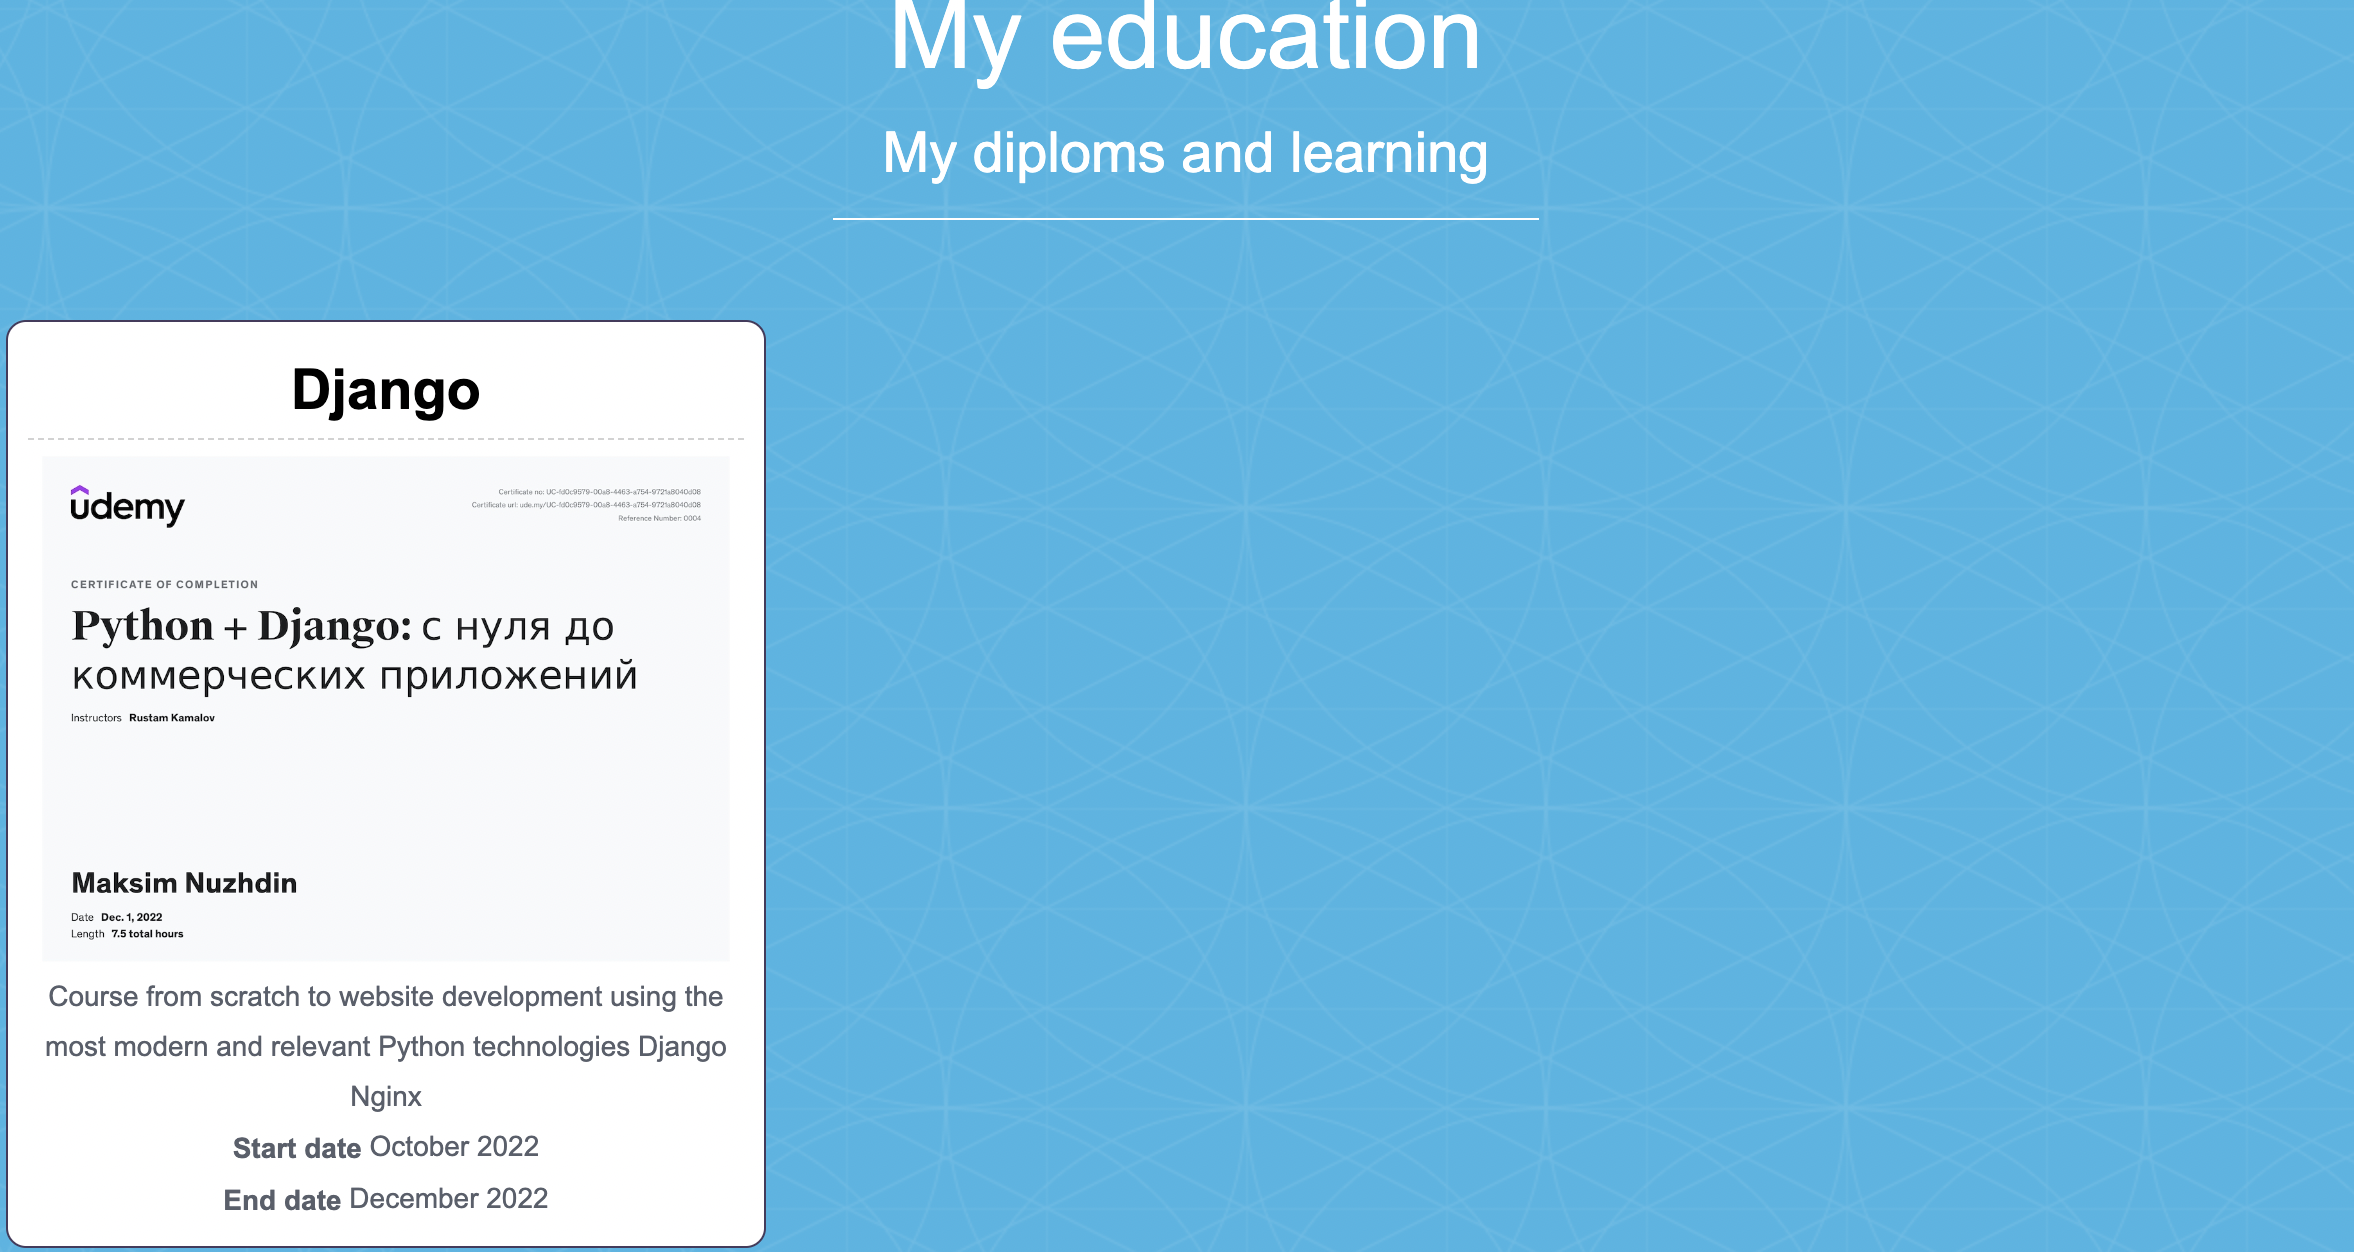 My education
My diploms and learning
Django
udemy
Certificate no: UC-fd0c9579-00a8-4463-a754-9721a8040d08
Certificate url: ude.my/UC-fd0c9579-00a8-4463-a754-9721a8040d08
Reference Number: 0004
CERTIFICATE OF COMPLETION
Python + Django: с нуля до
коммерческих приложений
Instructors Rustam Kamalov
Maksim Nuzhdin
Date Dec. 1, 2022
Length 7.5 total hours
Course from scratch to website development using the
most modern and relevant Python technologies Django
Nginx
Start date October 2022
End date December 2022